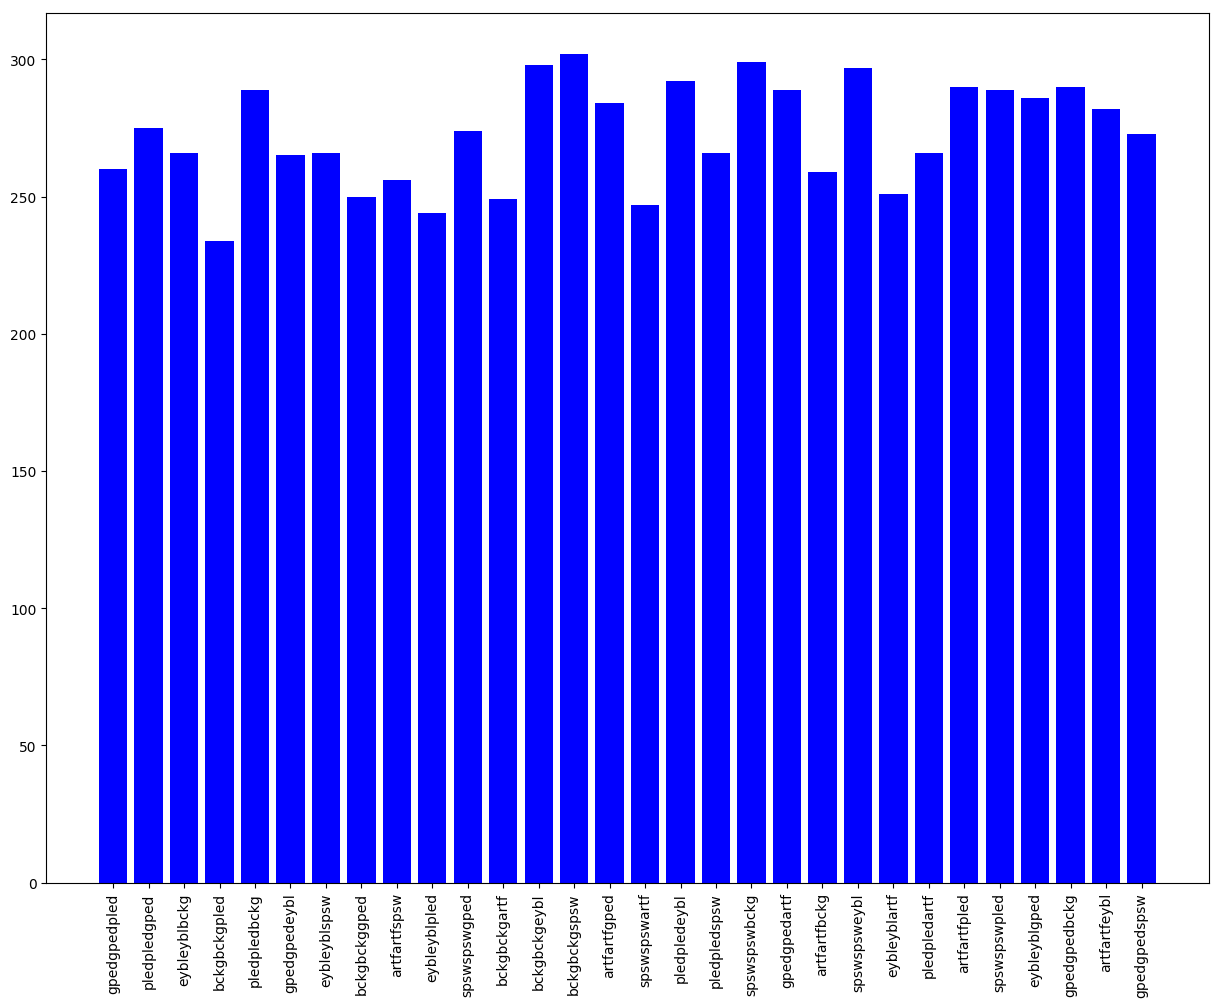 300
250
200
150
100
50
0
gpedgpedpled
pledpledgped
eybleyblbckg
bckgbckgpled
pledpledbckg
gpedgpedeybl
eybleyblspsw
bckgbckggped
artfartfspsw
eybleyblpled
spswspswgped
bckgbckgartf
bckgbckgeybl
bckgbckgspsw
artfartfgped
spswspswartf
pledpledeybl
pledpledspsw
spswspswbckg
gpedgpedartf
artfartfbckg
spswspsweybl
eybleyblartf
pledpledartf
artfartfpled
spswspswpled
eybleyblgped
gpedgpedbckg
artfartfeybl
gpedgpedspsw